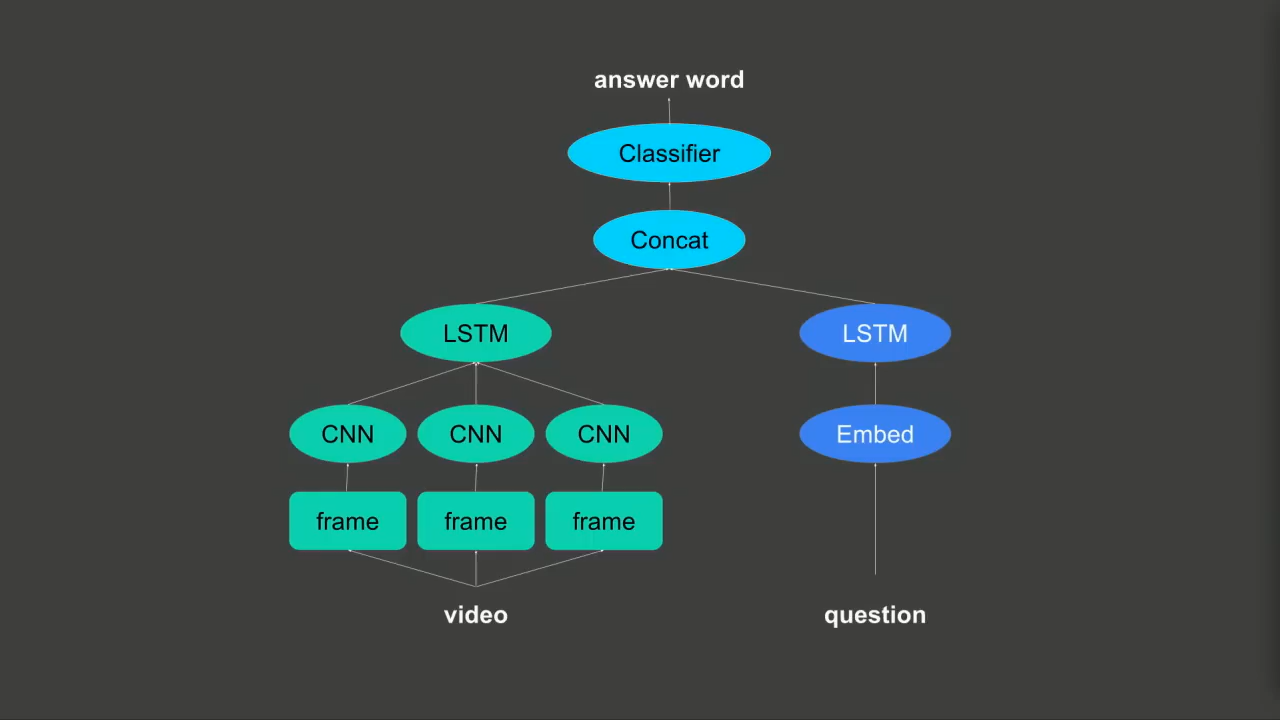 answer word
Classifier
Concat
LSTM LSTM
CNN CNN CNN Embed
frame frame frame
video question